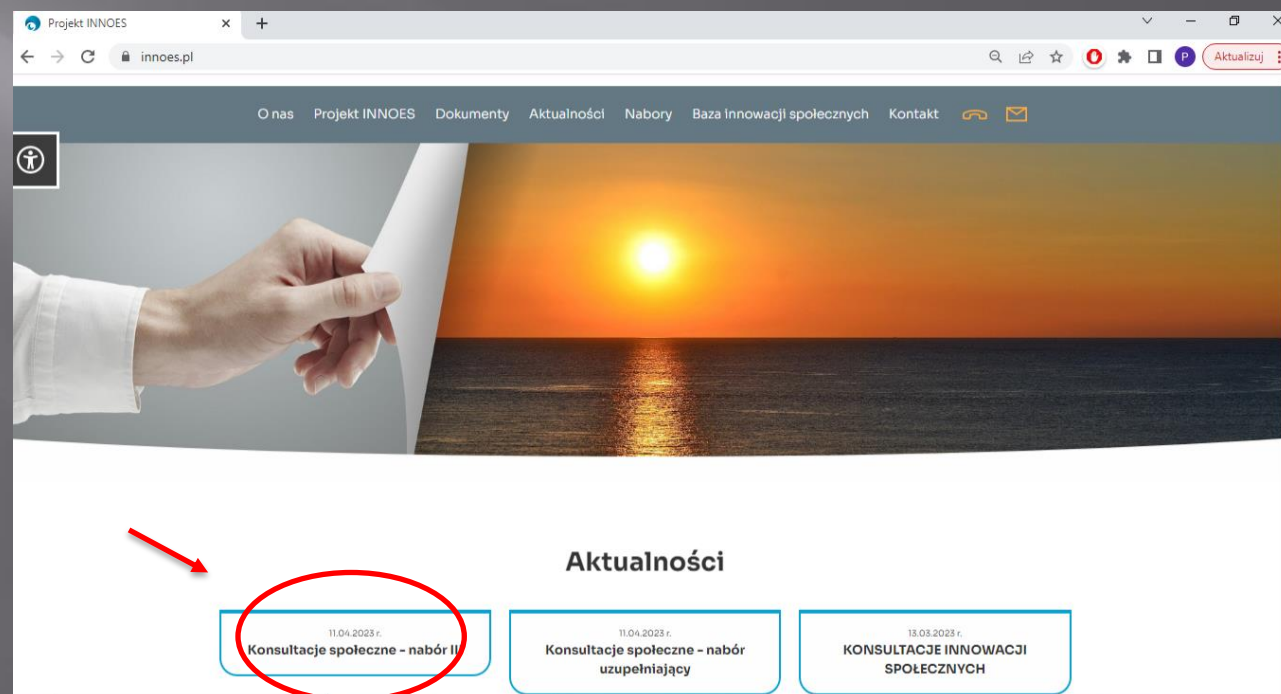 Projekt INNOES
innoes.pl
P
Aktualizuj
O nas Projekt INNOES Dokumenty Aktualności Nabory Baza innowacji społecznych Kontakt
Aktualności
11.04.2023 r.
Konsultacje społeczne – nabór II
11.04.2023 r.
Konsultacje społeczne – nabór
uzupełniający
13.03.2023 r.
KONSULTACJE INNOWACJI
SPOŁECZNYCH